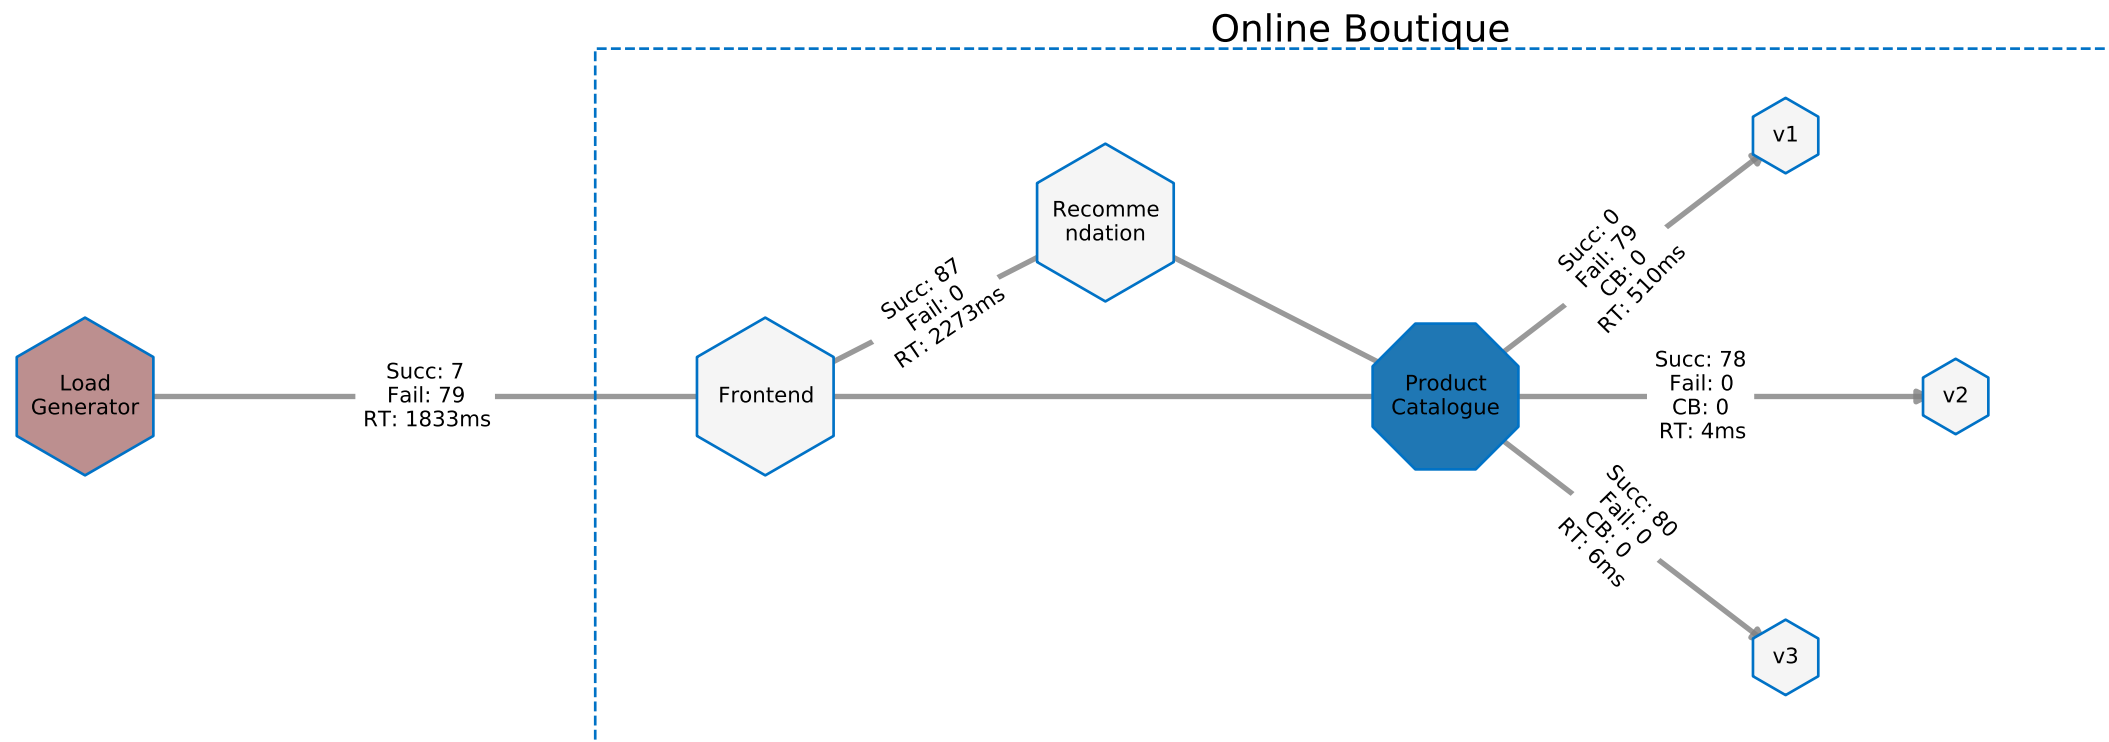 Online Boutique
Load
Generator
Succ: 7
Fail: 79
RT: 1833ms
Frontend
Succ: 87
Fail: 0
RT: 2273ms
Recomme
ndation
Product
Catalogue
Succ: 0
Fail: 79
CB: 0
RT: 510ms
v1
Succ: 78
Fail: 0
CB: 0
RT: 4ms
v2
Succ: 80
Fail: 0
CB: 0
RT: 6ms
v3